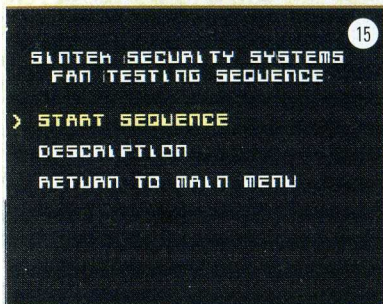 15
SINTEK SECURITY SYSTEMS
FAN TESTING SEQUENCE
> START SEQUENCE
DESCRIPTION
RETURN TO MAIN MENU